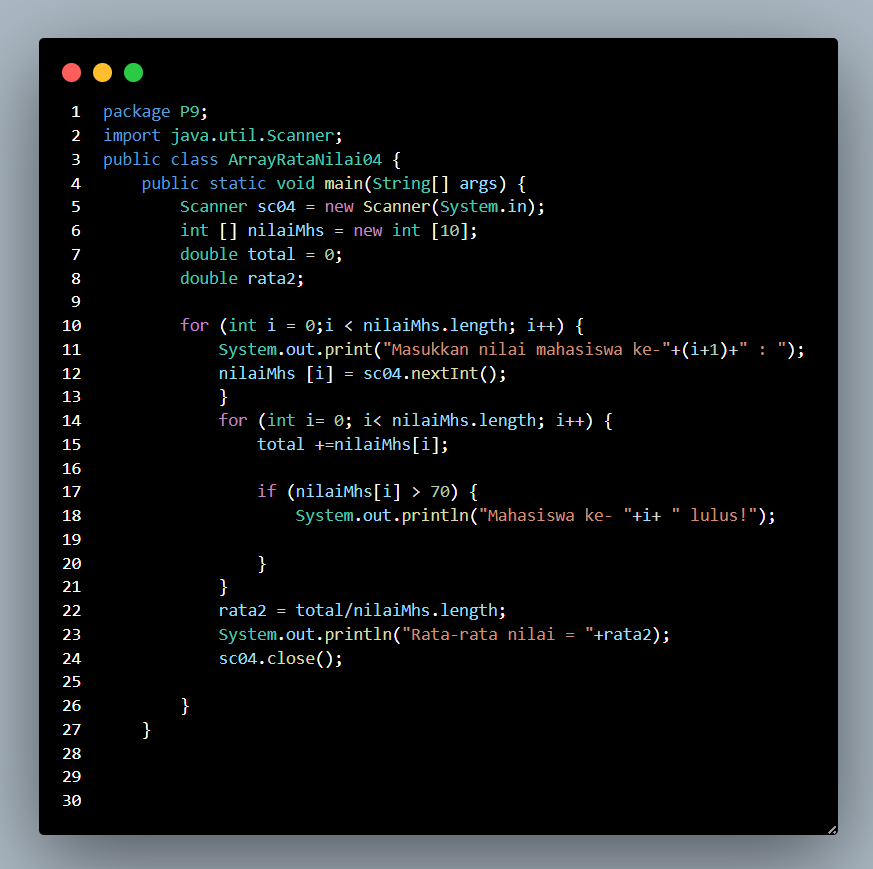 1 package P9;
2 import java.util.Scanner;
3 public class ArrayRataNilai04 {
4     public static void main(String[] args) {
5         Scanner sc04 = new Scanner(System.in);
6         int [] nilaiMhs = new int [10];
7         double total = 0;
8         double rata2;
9
10         for (int i = 0;i < nilaiMhs.length; i++) {
11             System.out.print("Masukkan nilai mahasiswa ke-"+(i+1)+" : ");
12             nilaiMhs [i] = sc04.nextInt();
13             }
14             for (int i= 0; i< nilaiMhs.length; i++) {
15                 total +=nilaiMhs[i];
16
17                 if (nilaiMhs[i] > 70) {
18                     System.out.println("Mahasiswa ke- "+i+ " lulus!");
19
20                 }
21             }
22             rata2 = total/nilaiMhs.length;
23             System.out.println("Rata-rata nilai = "+rata2);
24             sc04.close();
25
26         }
27     }
28
29
30